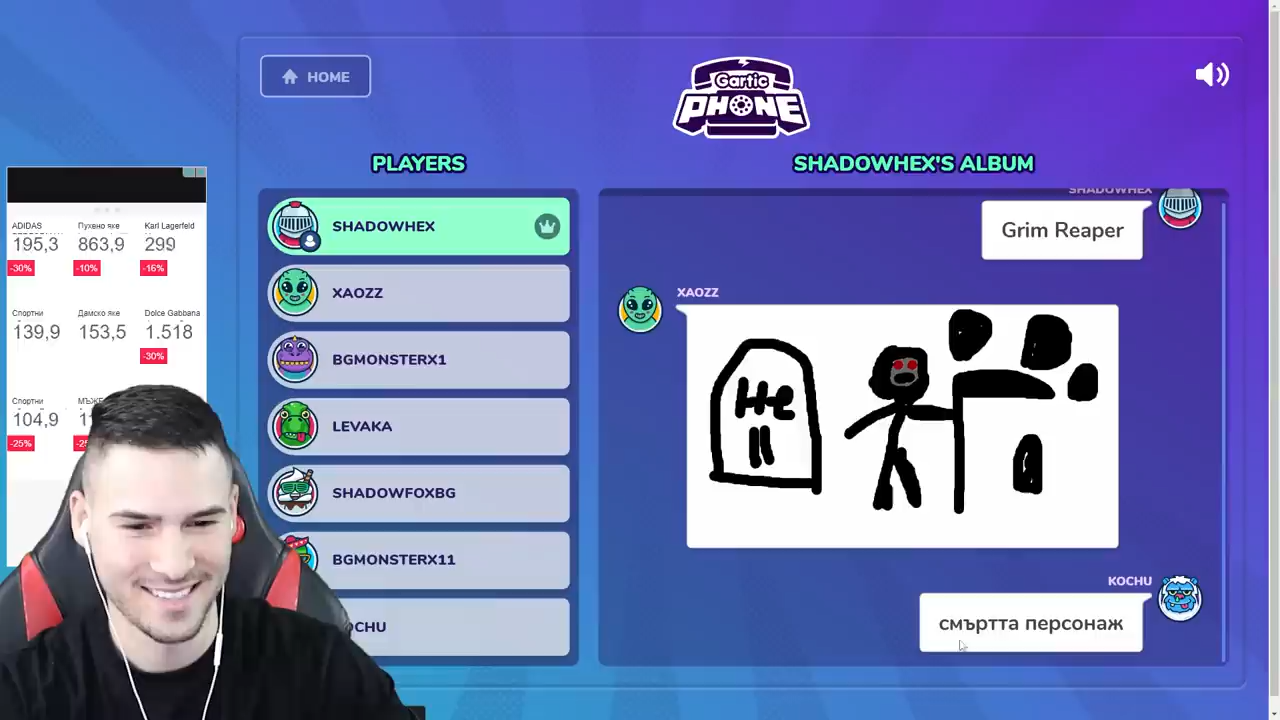 HOME
Gartic
PHONE
PLAYERS
SHADOWHEX'S ALBUM
SHADOWHEX
XAOZZ
BGMONSTERX1
LEVAKA
SHADOWFOXBG
BGMONSTERX11
SHADOWHEX
Grim Reaper
XAOZZ
Не
II
KOCHU
смъртта персонаж
ADIDAS
Пухено яке
Karl Lagerfeld
195,3
863,9
299
-30%
-10%
-16%
Спортни
Дамско яке
Dolce Gabbana
139,9
153,5
1.518
-30%
Спортни
104,9
-25%